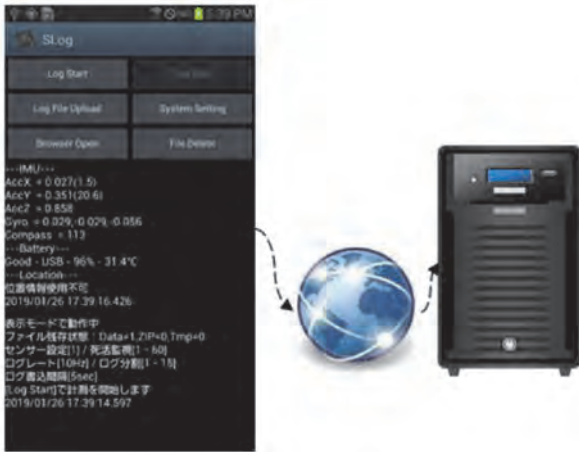 5:39 PM
SLog
Log Start
Log File Upload
System Setting
Browser Open
File Delete
---IMU---
AccX = 0.027(1.5)
AccY = 0.351(20.6)
AccZ = 0.858
Gyro = 0.029,-0.029,-0.056
Compass = 113
---Battery---
Good - USB - 96% - 31.4℃
---Location---
位置情報使用不可
2019/01/26 17:39:16.426
表示モードで動作中
ファイル残存状態：Data=1,ZIP=0,Tmp=0
センサー設定[1] / 死活監視[1 - 60]
ログレート[10Hz] / ログ分割[1 - 15]
ログ書込間隔[5sec]
[Log Start]で計測を開始します
2019/01/26 17:39:14.597